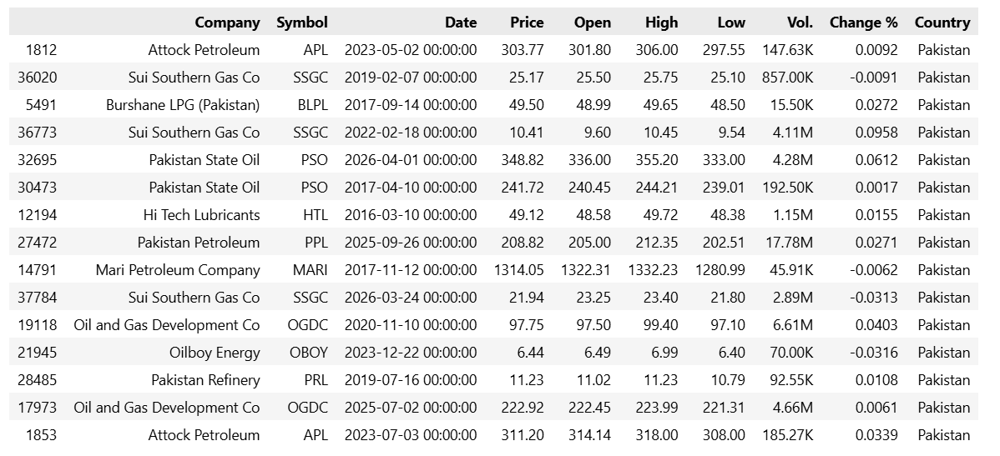 Company Symbol Date Price Open High Low Vol. Change % Country
1812 Attock Petroleum APL 2023-05-02 00:00:00 303.77 301.80 306.00 297.55 147.63K 0.0092 Pakistan
36020 Sui Southern Gas Co SSGC 2019-02-07 00:00:00 25.17 25.50 25.75 25.10 857.00K -0.0091 Pakistan
5491 Burshane LPG (Pakistan) BLPL 2017-09-14 00:00:00 49.50 48.99 49.65 48.50 15.50K 0.0272 Pakistan
36773 Sui Southern Gas Co SSGC 2022-02-18 00:00:00 10.41 9.60 10.45 9.54 4.11M 0.0958 Pakistan
32695 Pakistan State Oil PSO 2026-04-01 00:00:00 348.82 336.00 355.20 333.00 4.28M 0.0612 Pakistan
30473 Pakistan State Oil PSO 2017-04-10 00:00:00 241.72 240.45 244.21 239.01 192.50K 0.0017 Pakistan
12194 Hi Tech Lubricants HTL 2016-03-10 00:00:00 49.12 48.58 49.72 48.38 1.15M 0.0155 Pakistan
27472 Pakistan Petroleum PPL 2025-09-26 00:00:00 208.82 205.00 212.35 202.51 17.78M 0.0271 Pakistan
14791 Mari Petroleum Company MARI 2017-11-12 00:00:00 1314.05 1322.31 1332.23 1280.99 45.91K -0.0062 Pakistan
37784 Sui Southern Gas Co SSGC 2026-03-24 00:00:00 21.94 23.25 23.40 21.80 2.89M -0.0313 Pakistan
19118 Oil and Gas Development Co OGDC 2020-11-10 00:00:00 97.75 97.50 99.40 97.10 6.61M 0.0403 Pakistan
21945 Oilboy Energy OBOY 2023-12-22 00:00:00 6.44 6.49 6.99 6.40 70.00K -0.0316 Pakistan
28485 Pakistan Refinery PRL 2019-07-16 00:00:00 11.23 11.02 11.23 10.79 92.55K 0.0108 Pakistan
17973 Oil and Gas Development Co OGDC 2025-07-02 00:00:00 222.92 222.45 223.99 221.31 4.66M 0.0061 Pakistan
1853 Attock Petroleum APL 2023-07-03 00:00:00 311.20 314.14 318.00 308.00 185.27K 0.0339 Pakistan